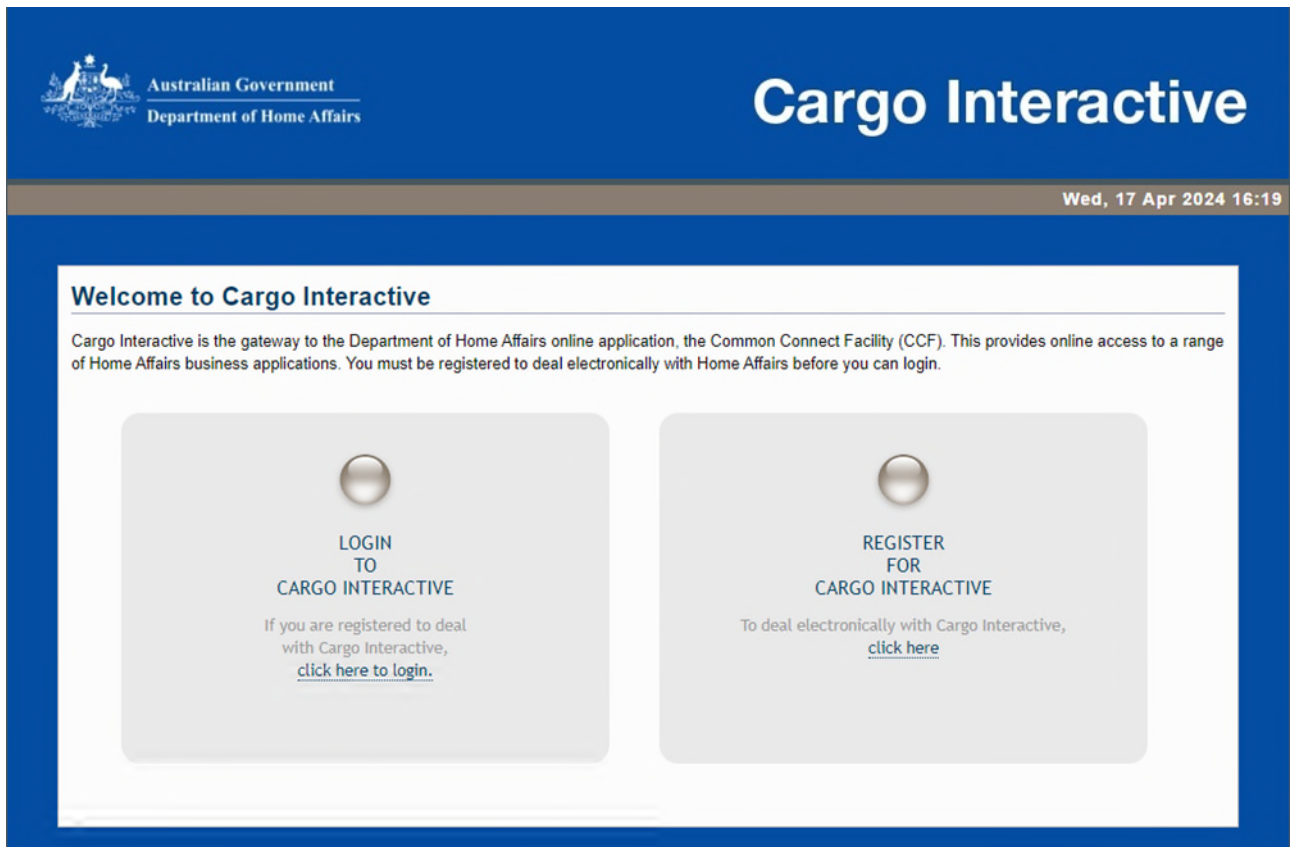 Australian Government
Department of Home Affairs
Cargo Interactive
Wed, 17 Apr 2024 16:19
Welcome to Cargo Interactive
Cargo Interactive is the gateway to the Department of Home Affairs online application, the Common Connect Facility (CCF). This provides online access to a range
of Home Affairs business applications. You must be registered to deal electronically with Home Affairs before you can login.
LOGIN
TO
CARGO INTERACTIVE
If you are registered to deal
with Cargo Interactive,
click here to login.
REGISTER
FOR
CARGO INTERACTIVE
To deal electronically with Cargo Interactive,
click here